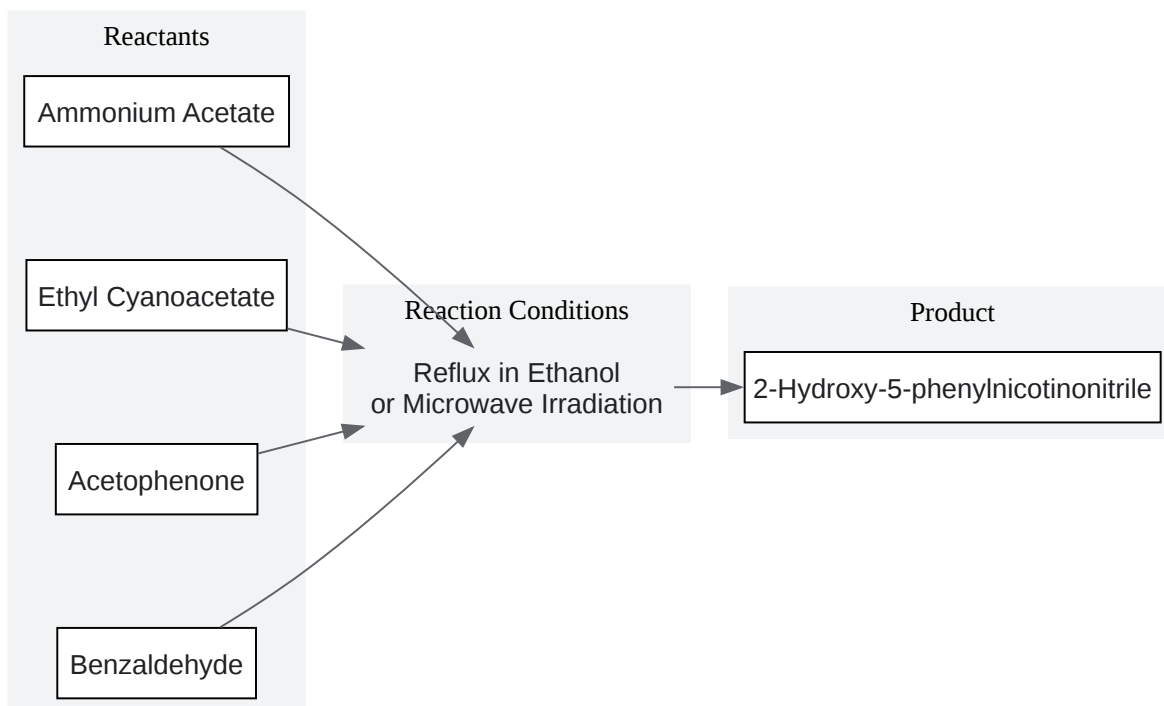 Reactants
Ammonium Acetate
Ethyl Cyanoacetate
Acetophenone
Benzaldehyde
Reaction Conditions
Reflux in Ethanol
or Microwave Irradiation
Product
2-Hydroxy-5-phenylnicotinonitrile